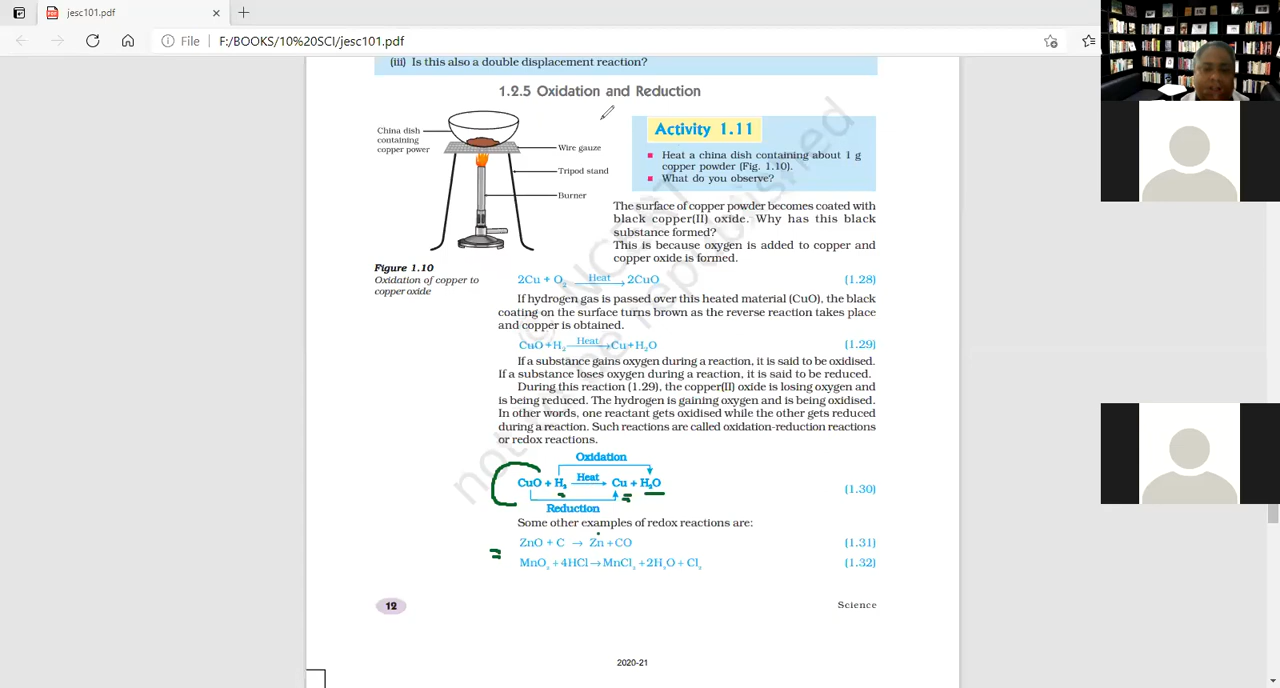 jesc101.pdf
File F:/BOOKS/10%20SCI/jesc101.pdf
(iii) Is this also a double displacement reaction?
1.2.5 Oxidation and Reduction
China dish
containing
copper power
Wire gauze
Tripod stand
Burner
Figure 1.10
Oxidation of copper to
copper oxide
Activity 1.11
Heat a china dish containing about 1 g
copper powder (Fig. 1.10).
What do you observe?
The surface of copper powder becomes coated with
black copper(II) oxide. Why has this black
substance formed?
This is because oxygen is added to copper and
copper oxide is formed.
2Cu + O₂ Heat→ 2CuO (1.28)
If hydrogen gas is passed over this heated material (CuO), the black
coating on the surface turns brown as the reverse reaction takes place
and copper is obtained.
CuO +H₂ Heat→ Cu+H₂O (1.29)
If a substance gains oxygen during a reaction, it is said to be oxidised.
If a substance loses oxygen during a reaction, it is said to be reduced.
During this reaction (1.29), the copper(II) oxide is losing oxygen and
is being reduced. The hydrogen is gaining oxygen and is being oxidised.
In other words, one reactant gets oxidised while the other gets reduced
during a reaction. Such reactions are called oxidation-reduction reactions
or redox reactions.
Oxidation
CuO + H₂ Heat→ Cu + H₂O (1.30)
Reduction
Some other examples of redox reactions are:
ZnO + C → Zn + CO (1.31)
MnO₂ + 4HCl → MnCl₂ + 2H₂O + Cl₂ (1.32)
12
Science
2020-21
© NCERT
not to be republished